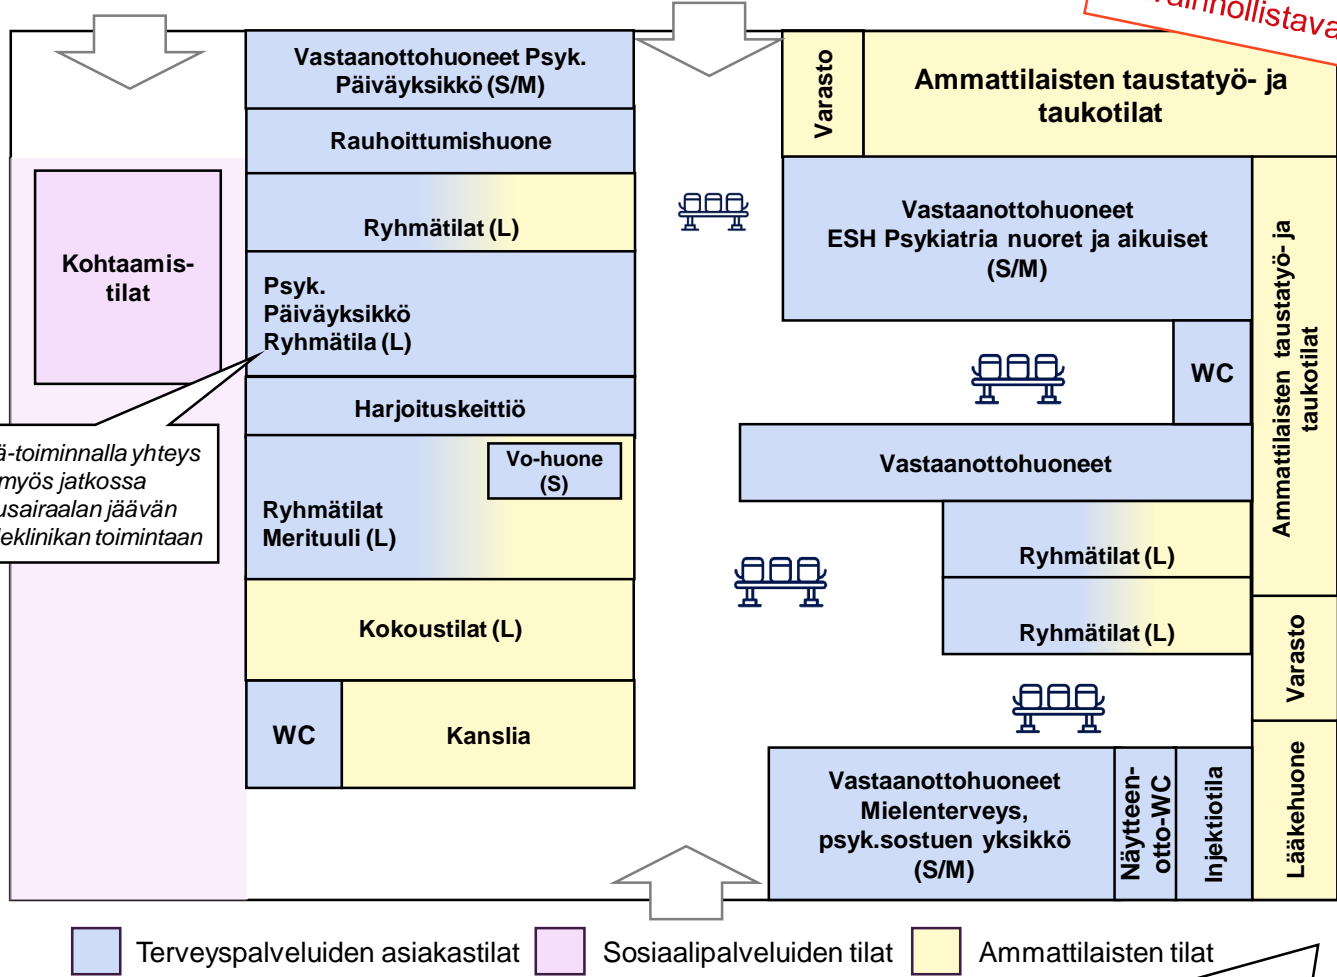 vainnollistava
Vastaanottohuoneet Psyk.
Päiväyksikkö (S/M)
Rauhoittumishuone
Ryhmätilat (L)
Psyk.
Päiväyksikkö
Ryhmätila (L)
Harjoituskeittiö
Vo-huone
(S)
Ryhmätilat
Merituuli (L)
Kokoustilat (L)
WC
Kanslia
Kohtaamis-
tilat
ä-toiminnalla yhteys
myös jatkossa
usairaalan jäävän
eklinikan toimintaan
Varasto
Ammattilaisten taustatyö- ja
taukotilat
Vastaanottohuoneet
ESH Psykiatria nuoret ja aikuiset
(S/M)
WC
Vastaanottohuoneet
Ryhmätilat (L)
Ryhmätilat (L)
Ammattilaisten taustatyö- ja
taukotilat
Varasto
Lääkehuone
Vastaanottohuoneet
Mielenterveys,
psyk.sostuen yksikkö
(S/M)
Näytteen-
otto-WC
Injektiotila
Terveyspalveluiden asiakastilat
Sosiaalipalveluiden tilat
Ammattilaisten tilat